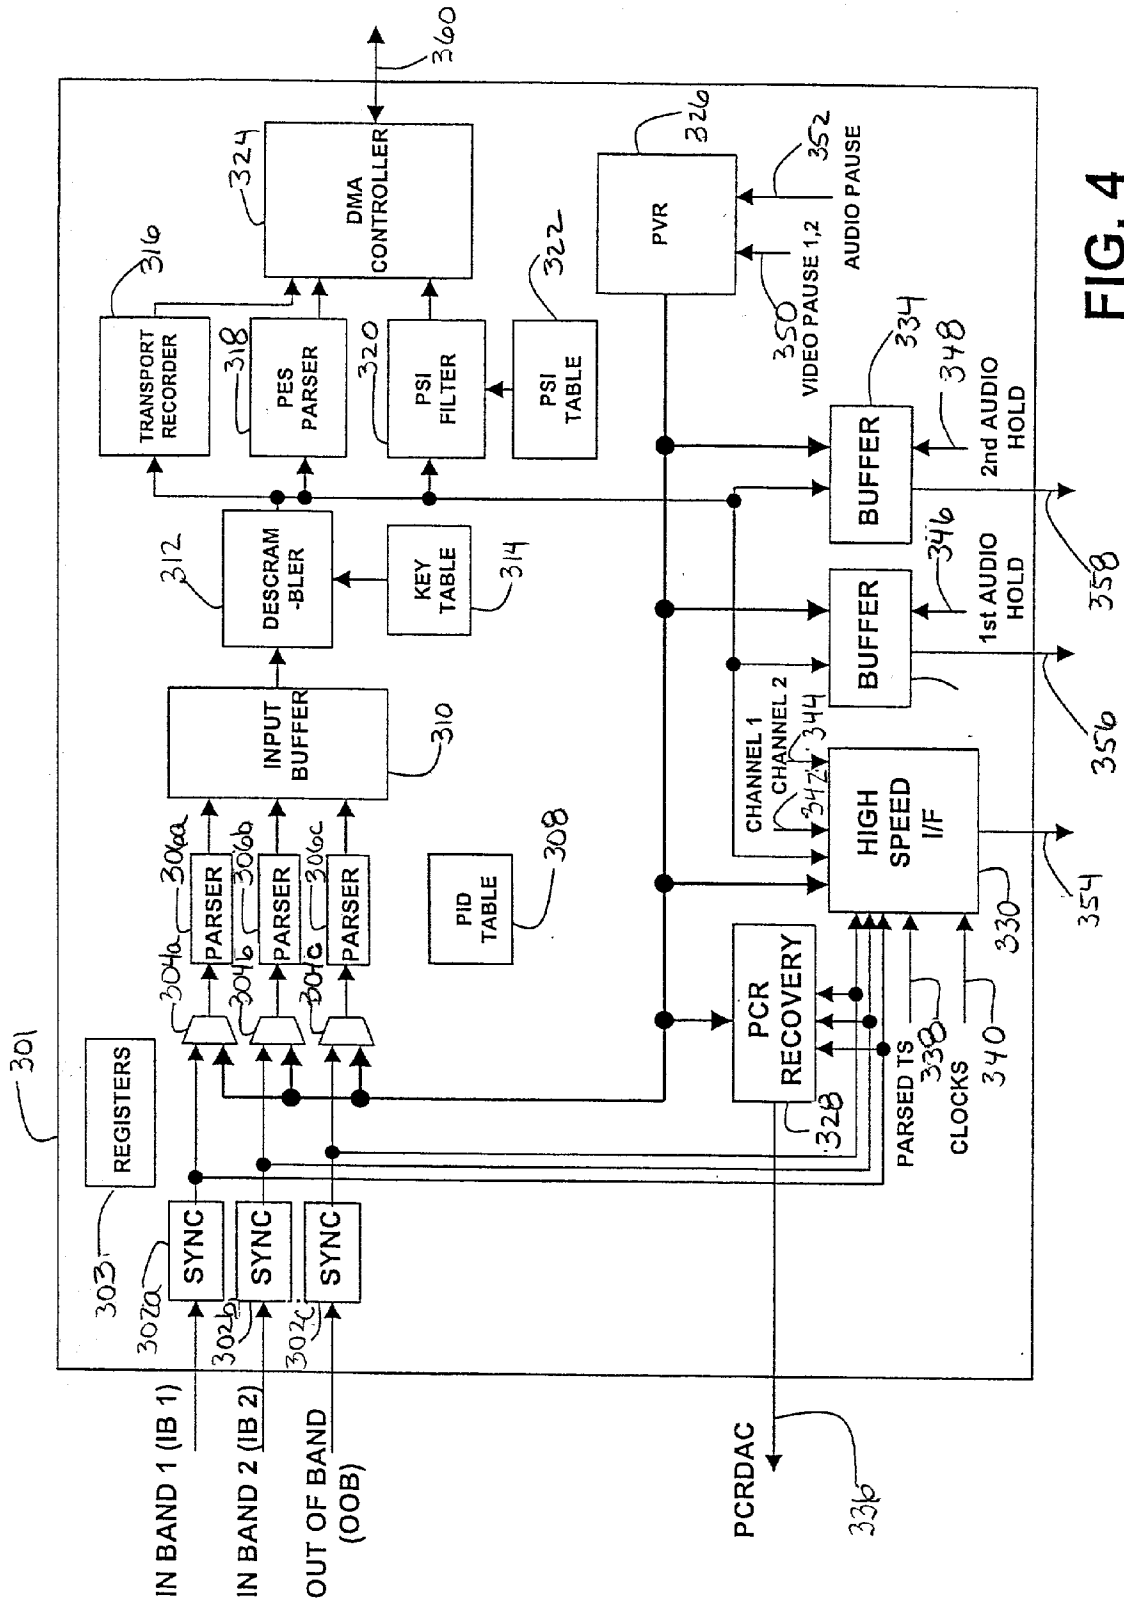 301
303
REGISTERS
IN BAND 1 (IB 1)
302a
SYNC
IN BAND 2 (IB 2)
302b
SYNC
OUT OF BAND
(OOB)
302c
SYNC
304a
304b
304c
306a
PARSER
306b
PARSER
306c
PARSER
PID
TABLE
308
INPUT
BUFFER
310
312
DESCRAM
-BLER
KEY
TABLE
314
316
TRANSPORT
RECORDER
318
PES
PARSER
320
PSI
FILTER
PSI
TABLE
322
324
DMA
CONTROLLER
360
326
PVR
350
VIDEO PAUSE 1,2
352
AUDIO PAUSE
PCRDAC
336
PCR
RECOVERY
328
PARSED TS
338
CLOCKS
340
CHANNEL 1
CHANNEL 2
342
344
HIGH
SPEED
I/F
330
354
BUFFER
346
1st AUDIO
HOLD
356
334
BUFFER
348
2nd AUDIO
HOLD
358
FIG. 4